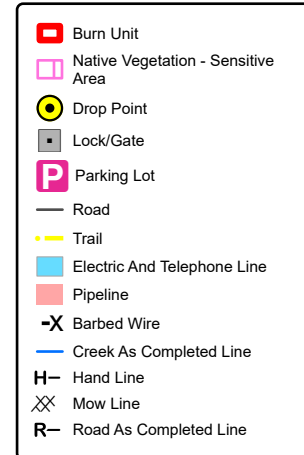 Burn Unit
Native Vegetation - Sensitive
Area
Drop Point
Lock/Gate
P Parking Lot
Road
Trail
Electric And Telephone Line
Pipeline
-X Barbed Wire
Creek As Completed Line
H– Hand Line
XX Mow Line
R– Road As Completed Line